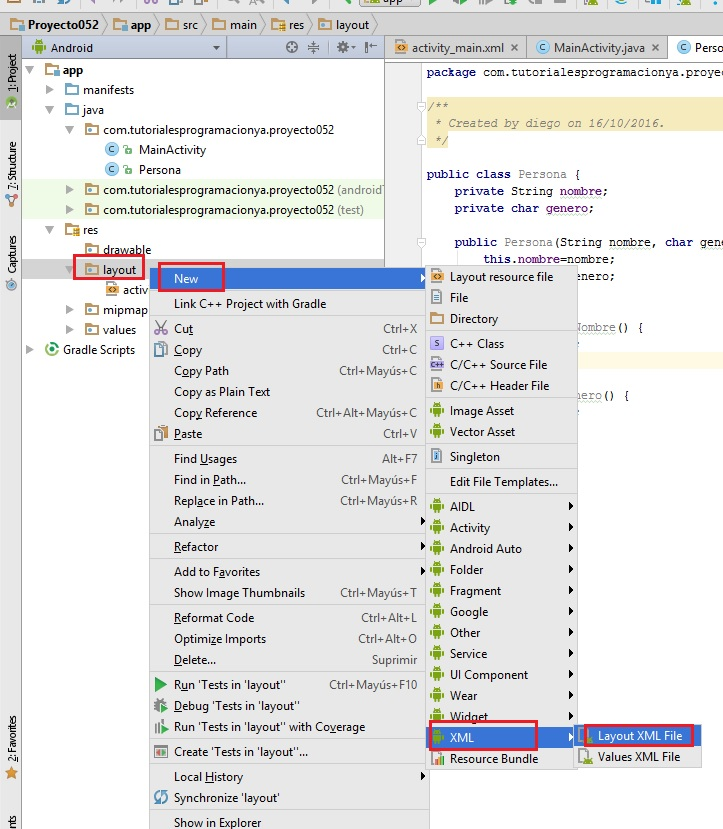 app
Proyecto052 app src main res layout
Android
activity_main.xml MainActivity.java Perso
1: Project
7: Structure
Captures
2: Favorites
app
manifests
java
com.tutorialesprogramacionya.proyecto052
MainActivity
Persona
com.tutorialesprogramacionya.proyecto052 (androidT
com.tutorialesprogramacionya.proyecto052 (test)
res
drawable
layout
activ
mipmap
values
Gradle Scripts
package com.tutorialesprogramacionya.proyec
/**
* Created by diego on 16/10/2016.
*/
public class Persona {
private String nombre;
private char genero;
public Persona(String nombre, char gene
this.nombre=nombre;
enero;
Nombre() {
nero() {
New
Link C++ Project with Gradle
Cut Ctrl+X
Copy Ctrl+C
Copy Path Ctrl+Mayús+C
Copy as Plain Text
Copy Reference Ctrl+Alt+Mayús+C
Paste Ctrl+V
Find Usages Alt+F7
Find in Path... Ctrl+Mayús+F
Replace in Path... Ctrl+Mayús+R
Analyze
Refactor
Add to Favorites
Show Image Thumbnails Ctrl+Mayús+T
Reformat Code Ctrl+Alt+L
Optimize Imports Ctrl+Alt+O
Delete... Suprimir
Run 'Tests in 'layout'' Ctrl+Mayús+F10
Debug 'Tests in 'layout''
Run 'Tests in 'layout'' with Coverage
Create 'Tests in 'layout''...
Local History
Synchronize 'layout'
Show in Explorer
Layout resource file
File
Directory
C++ Class
C/C++ Source File
C/C++ Header File
Image Asset
Vector Asset
Singleton
Edit File Templates...
AIDL
Activity
Android Auto
Folder
Fragment
Google
Other
Service
UI Component
Wear
Widget
XML
Resource Bundle
Layout XML File
Values XML File